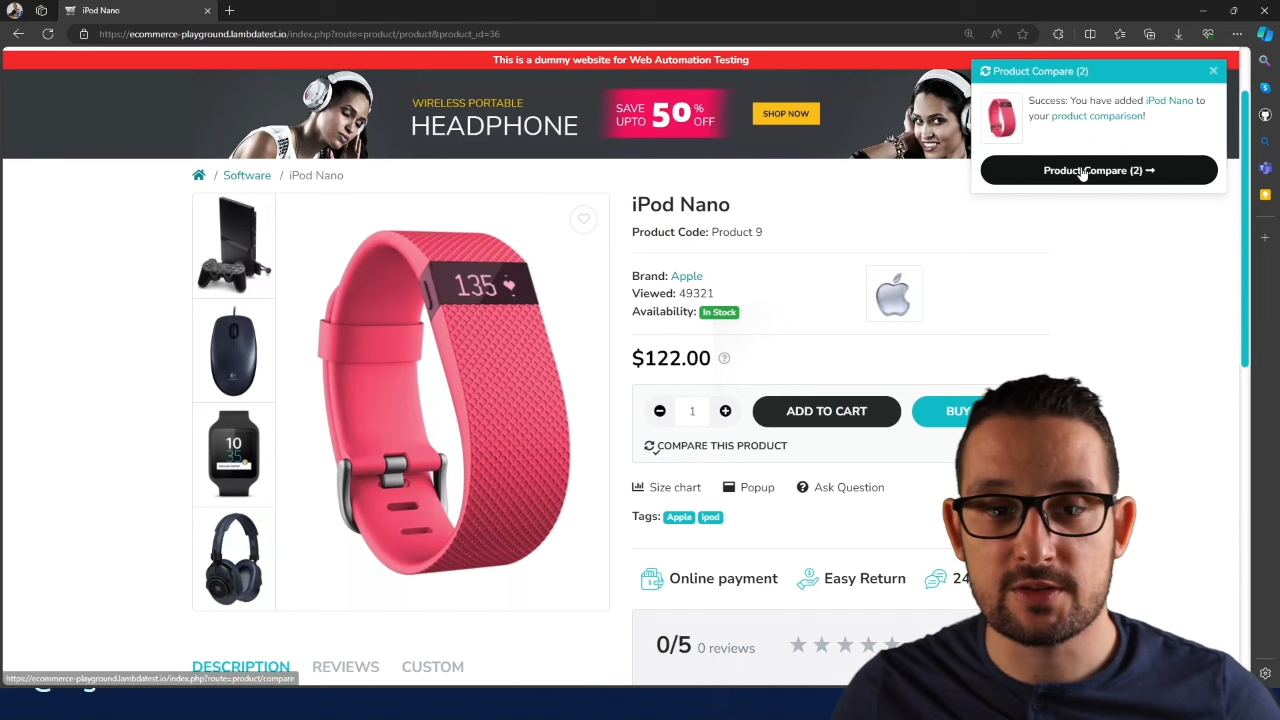 iPod Nano
https://ecommerce-playground.lambdatest.io/index.php?route=product/product&product_id=36
This is a dummy website for Web Automation Testing
WIRELESS PORTABLE
HEADPHONE
SAVE
UPTO
50
%
OFF
SHOP NOW
Product Compare (2)
Success: You have added iPod Nano to
your product comparison!
Product Compare (2)
/ Software / iPod Nano
iPod Nano
Product Code: Product 9
Brand: Apple
Viewed: 49321
Availability: In Stock
$122.00
1
ADD TO CART
BUY
COMPARE THIS PRODUCT
Size chart
Popup
Ask Question
Tags: Apple ipod
Online payment
Easy Return
24
0/5 0 reviews
135
10
35
DESCRIPTION
REVIEWS
CUSTOM
https://ecommerce-playground.lambdatest.io/index.php?route=product/compare